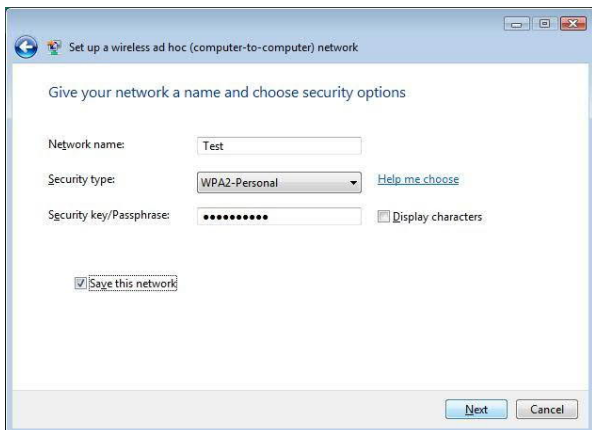 Set up a wireless ad hoc (computer-to-computer) network
Give your network a name and choose security options
Network name: Test
Security type: WPA2-Personal Help me choose
Security key/Passphrase: ●●●●●●●●●● Display characters
Save this network
Next Cancel